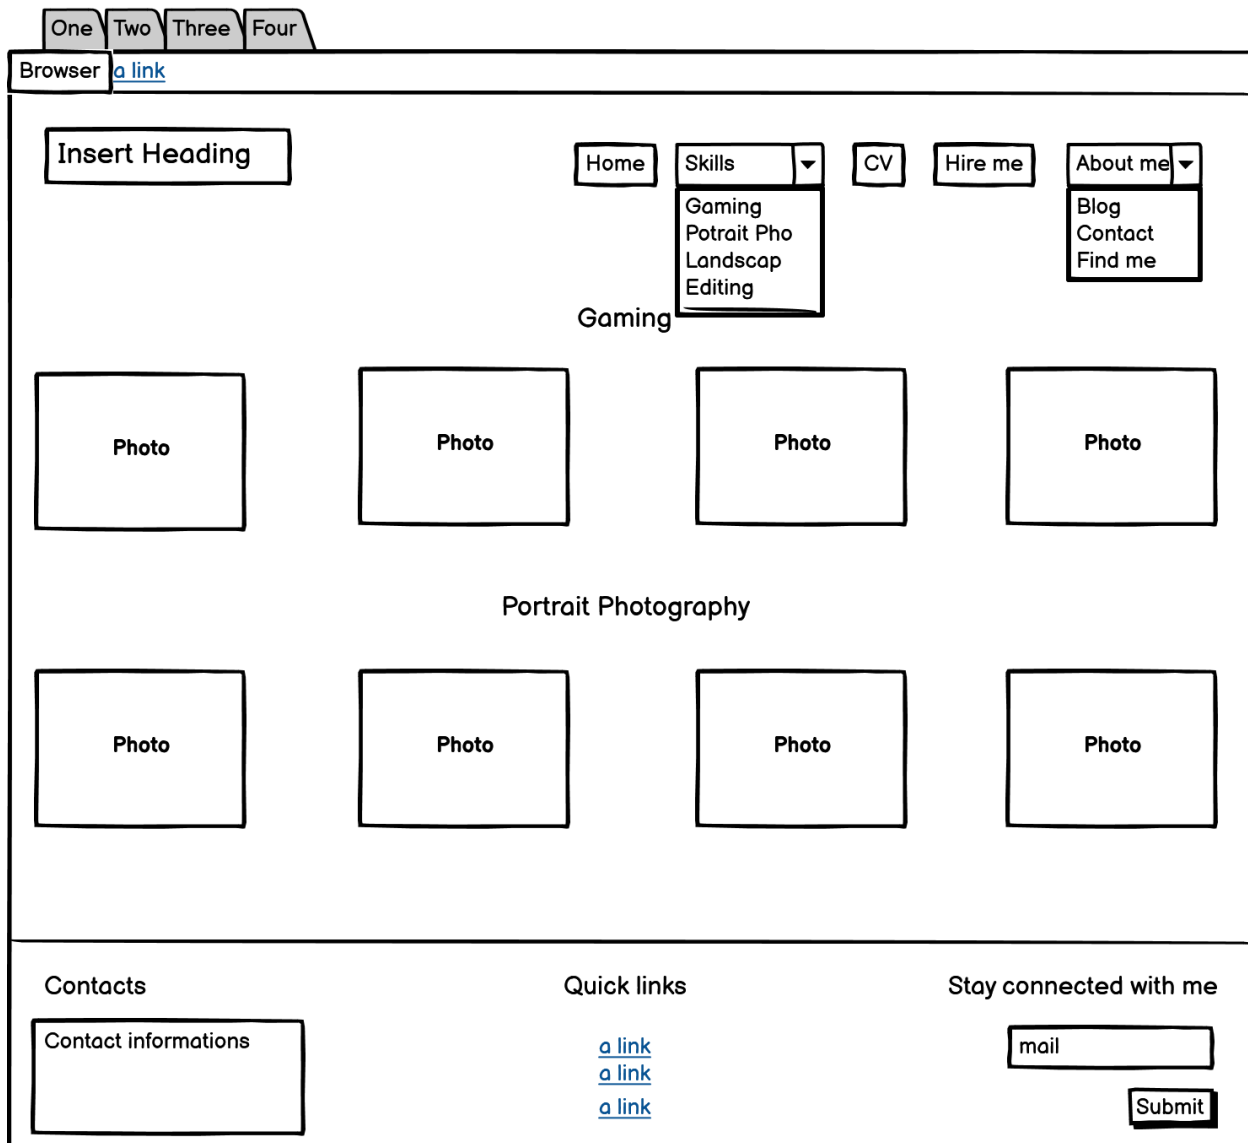 One Two Three Four
Browser a link
Insert Heading
Home Skills CV Hire me About me
Gaming
Potrait Pho
Landscap
Editing
Blog
Contact
Find me
Gaming
Photo Photo Photo Photo
Portrait Photography
Photo Photo Photo Photo
Contacts
Contact informations
Quick links
a link
a link
a link
Stay connected with me
mail
Submit